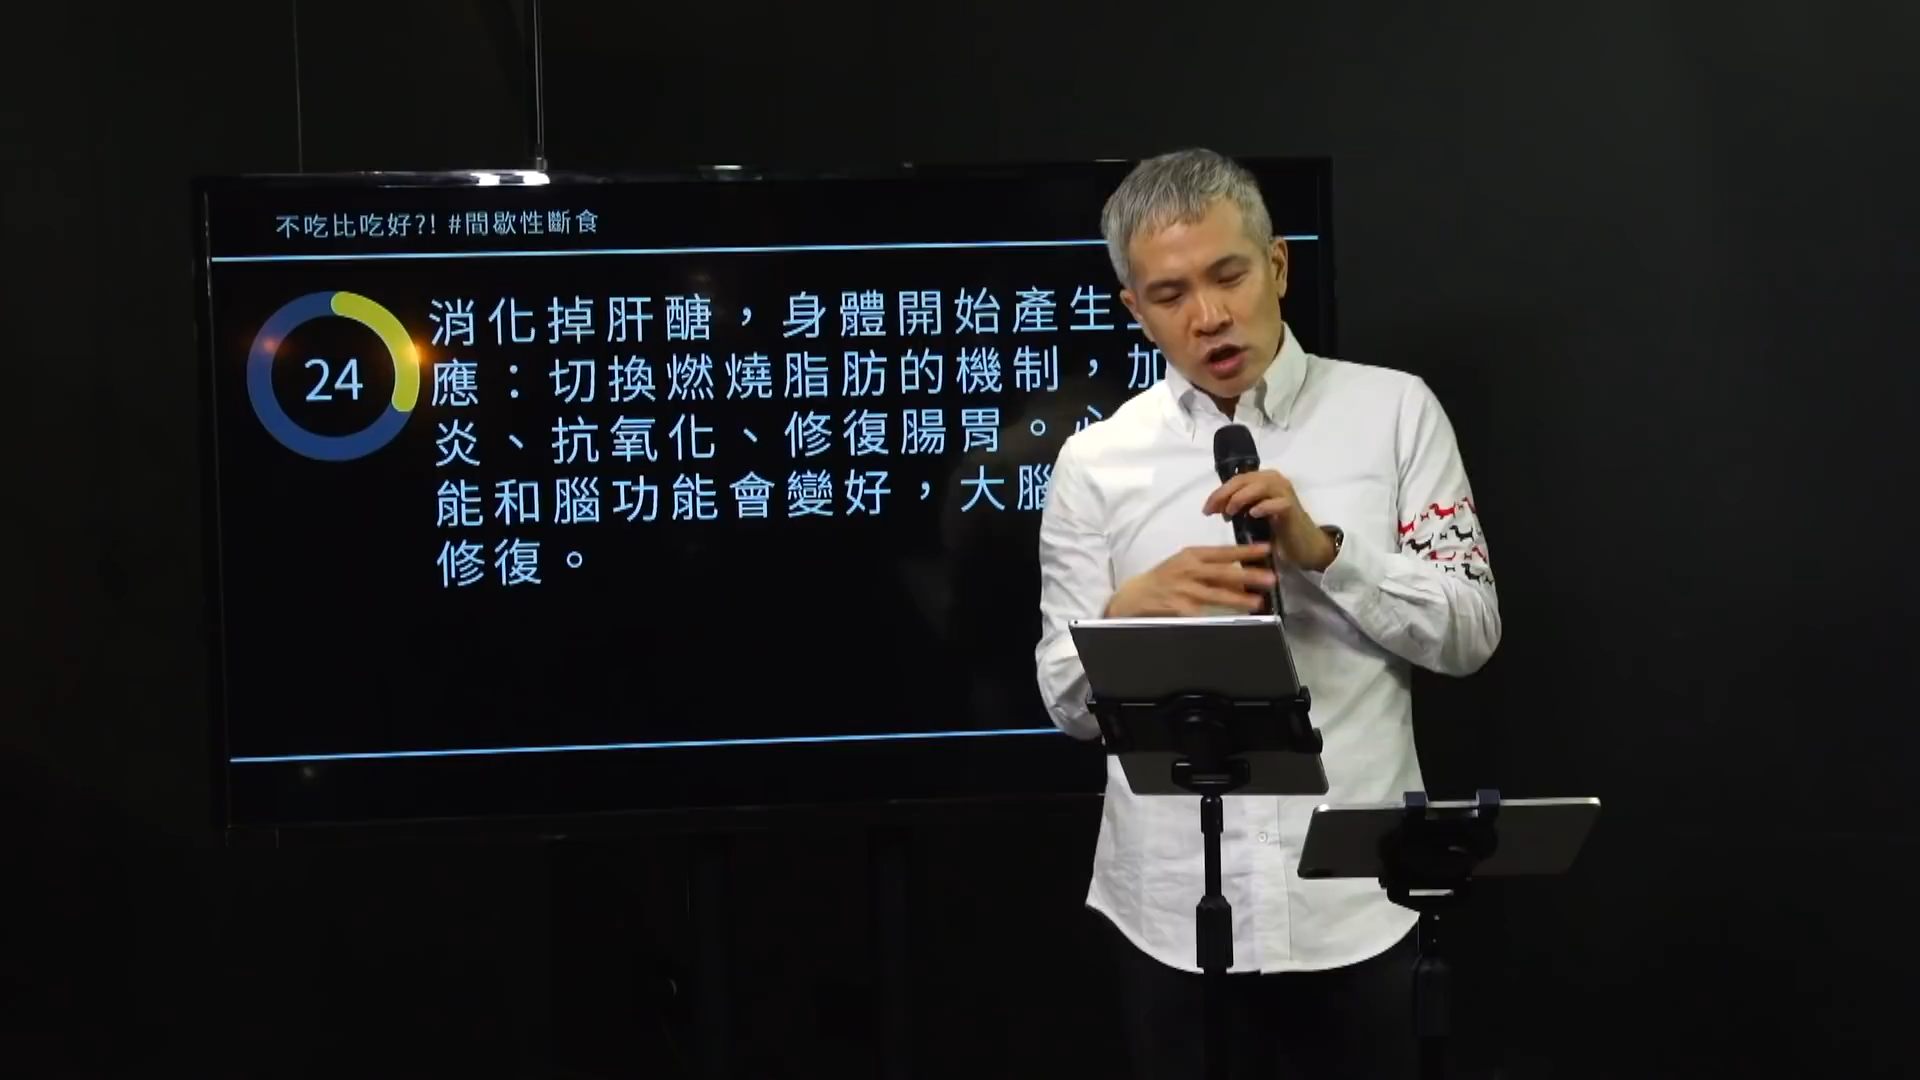 不吃比吃好?! #間歇性斷食
24
消化掉肝醣，身體開始產生
應：切換燃燒脂肪的機制，加
炎、抗氧化、修復腸胃。心
能和腦功能會變好，大腦
修復。